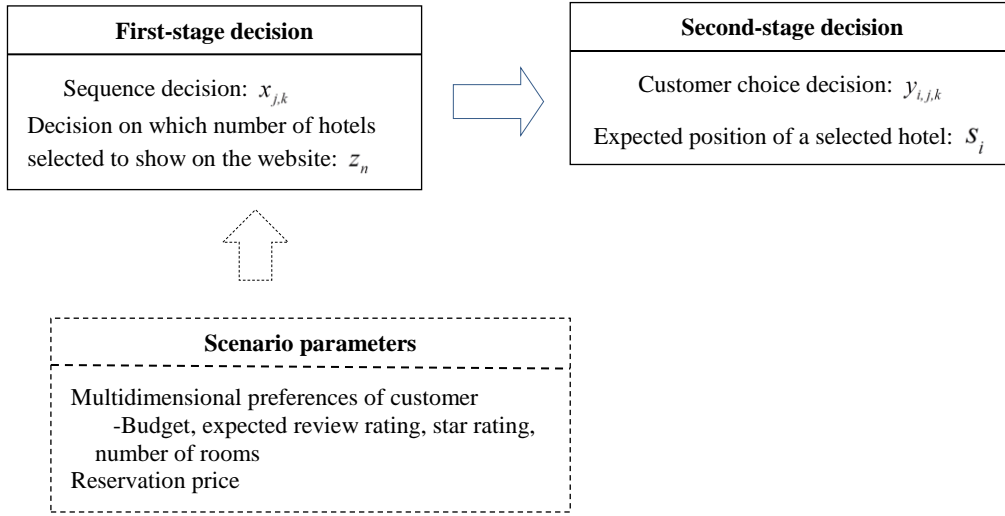 First-stage decision
Sequence decision: x_{j,k}
Decision on which number of hotels
selected to show on the website: z_n
Second-stage decision
Customer choice decision: y_{i,j,k}
Expected position of a selected hotel: s_i
Scenario parameters
Multidimensional preferences of customer
-Budget, expected review rating, star rating,
number of rooms
Reservation price